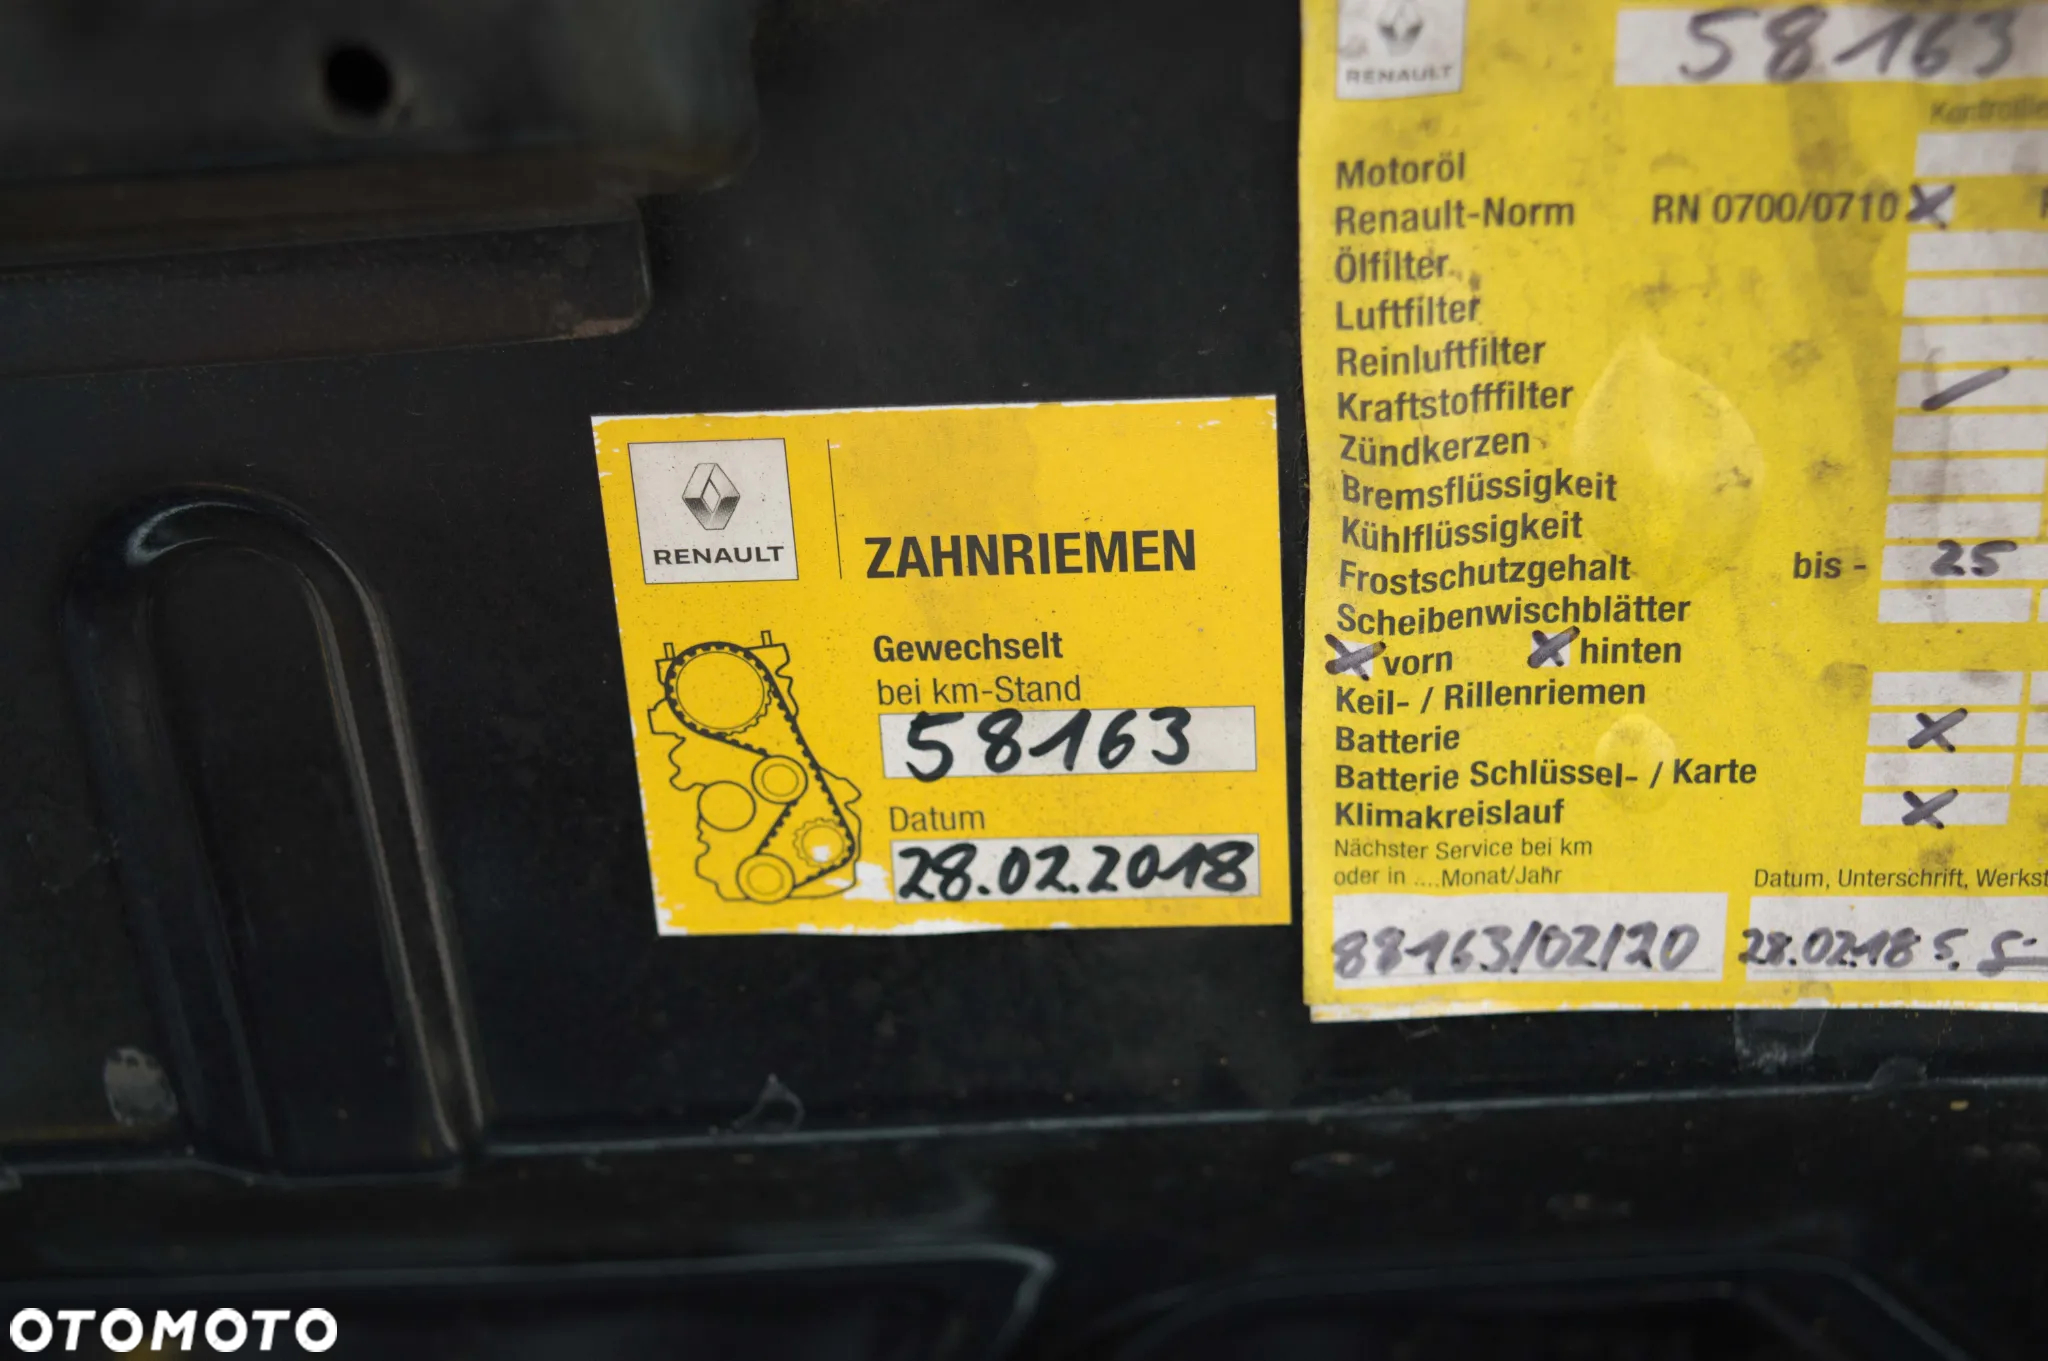 RENAULT
ZAHNRIEMEN
Gewechselt
bei km-Stand
58163
Datum
28.02.2018
RENAULT
58163
Motoröl
Renault-Norm RN 0700/0710
Ölfilter
Luftfilter
Reinluftfilter
Kraftstofffilter
Zündkerzen
Bremsflüssigkeit
Kühlflüssigkeit
Frostschutzgehalt bis - 25
Scheibenwischblätter
vorn hinten
Keil- / Rillenriemen
Batterie
Batterie Schlüssel- / Karte
Klimakreislauf
Nächster Service bei km
oder in ....Monat/Jahr
Datum, Unterschrift,
88163/02/20
28.02.18
OTOMOTO